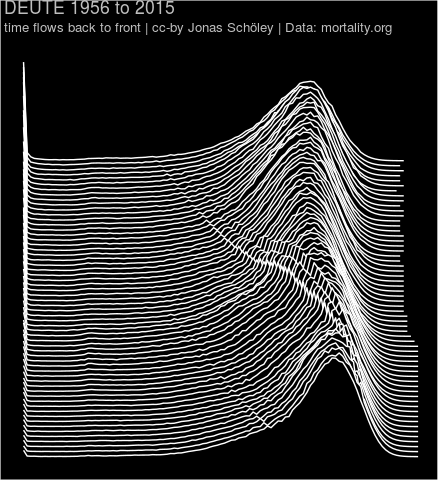 DEUTE 1956 to 2015
time flows back to front | cc-by Jonas Schöley | Data: mortality.org